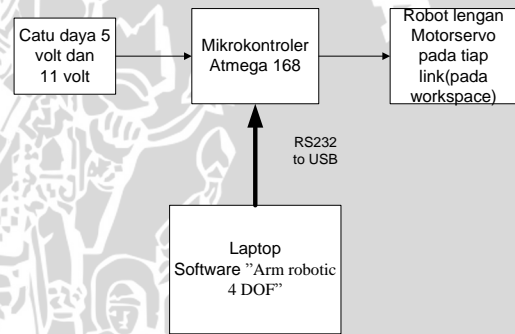 Catu daya 5
volt dan
11 volt
Mikrokontroler
Atmega 168
Robot lengan
Motorservo
pada tiap
link(pada
workspace)
RS232
to USB
Laptop
Software ”Arm robotic
4 DOF”